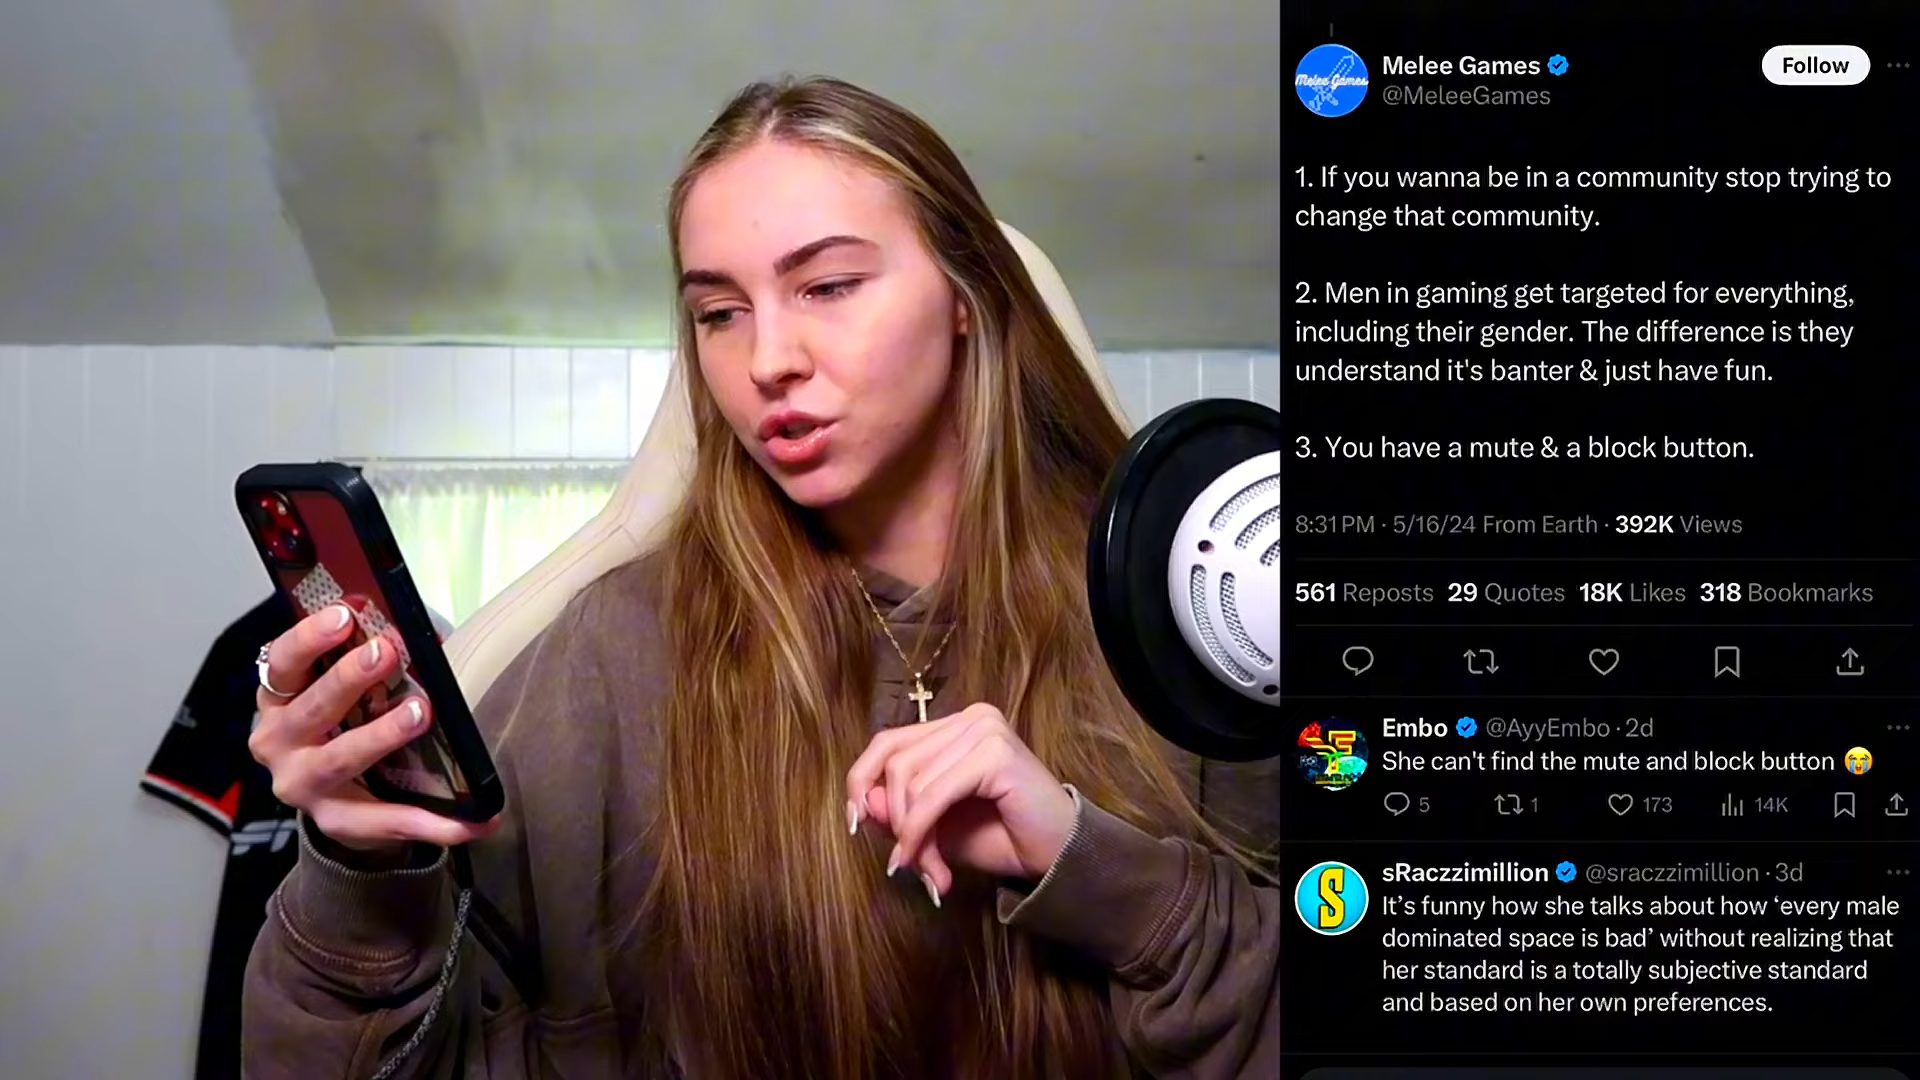 Melee Games
Melee Games
Follow
@MeleeGames
1. If you wanna be in a community stop trying to
change that community.
2. Men in gaming get targeted for everything,
including their gender. The difference is they
understand it's banter & just have fun.
3. You have a mute & a block button.
8:31 PM · 5/16/24 From Earth · 392K Views
561 Reposts 29 Quotes 18K Likes 318 Bookmarks
Embo @AyyEmbo · 2d
She can't find the mute and block button 😭
5 1 173 14K
S
sRaczzimillion @sraczzimillion · 3d
It’s funny how she talks about how ‘every male
dominated space is bad’ without realizing that
her standard is a totally subjective standard
and based on her own preferences.